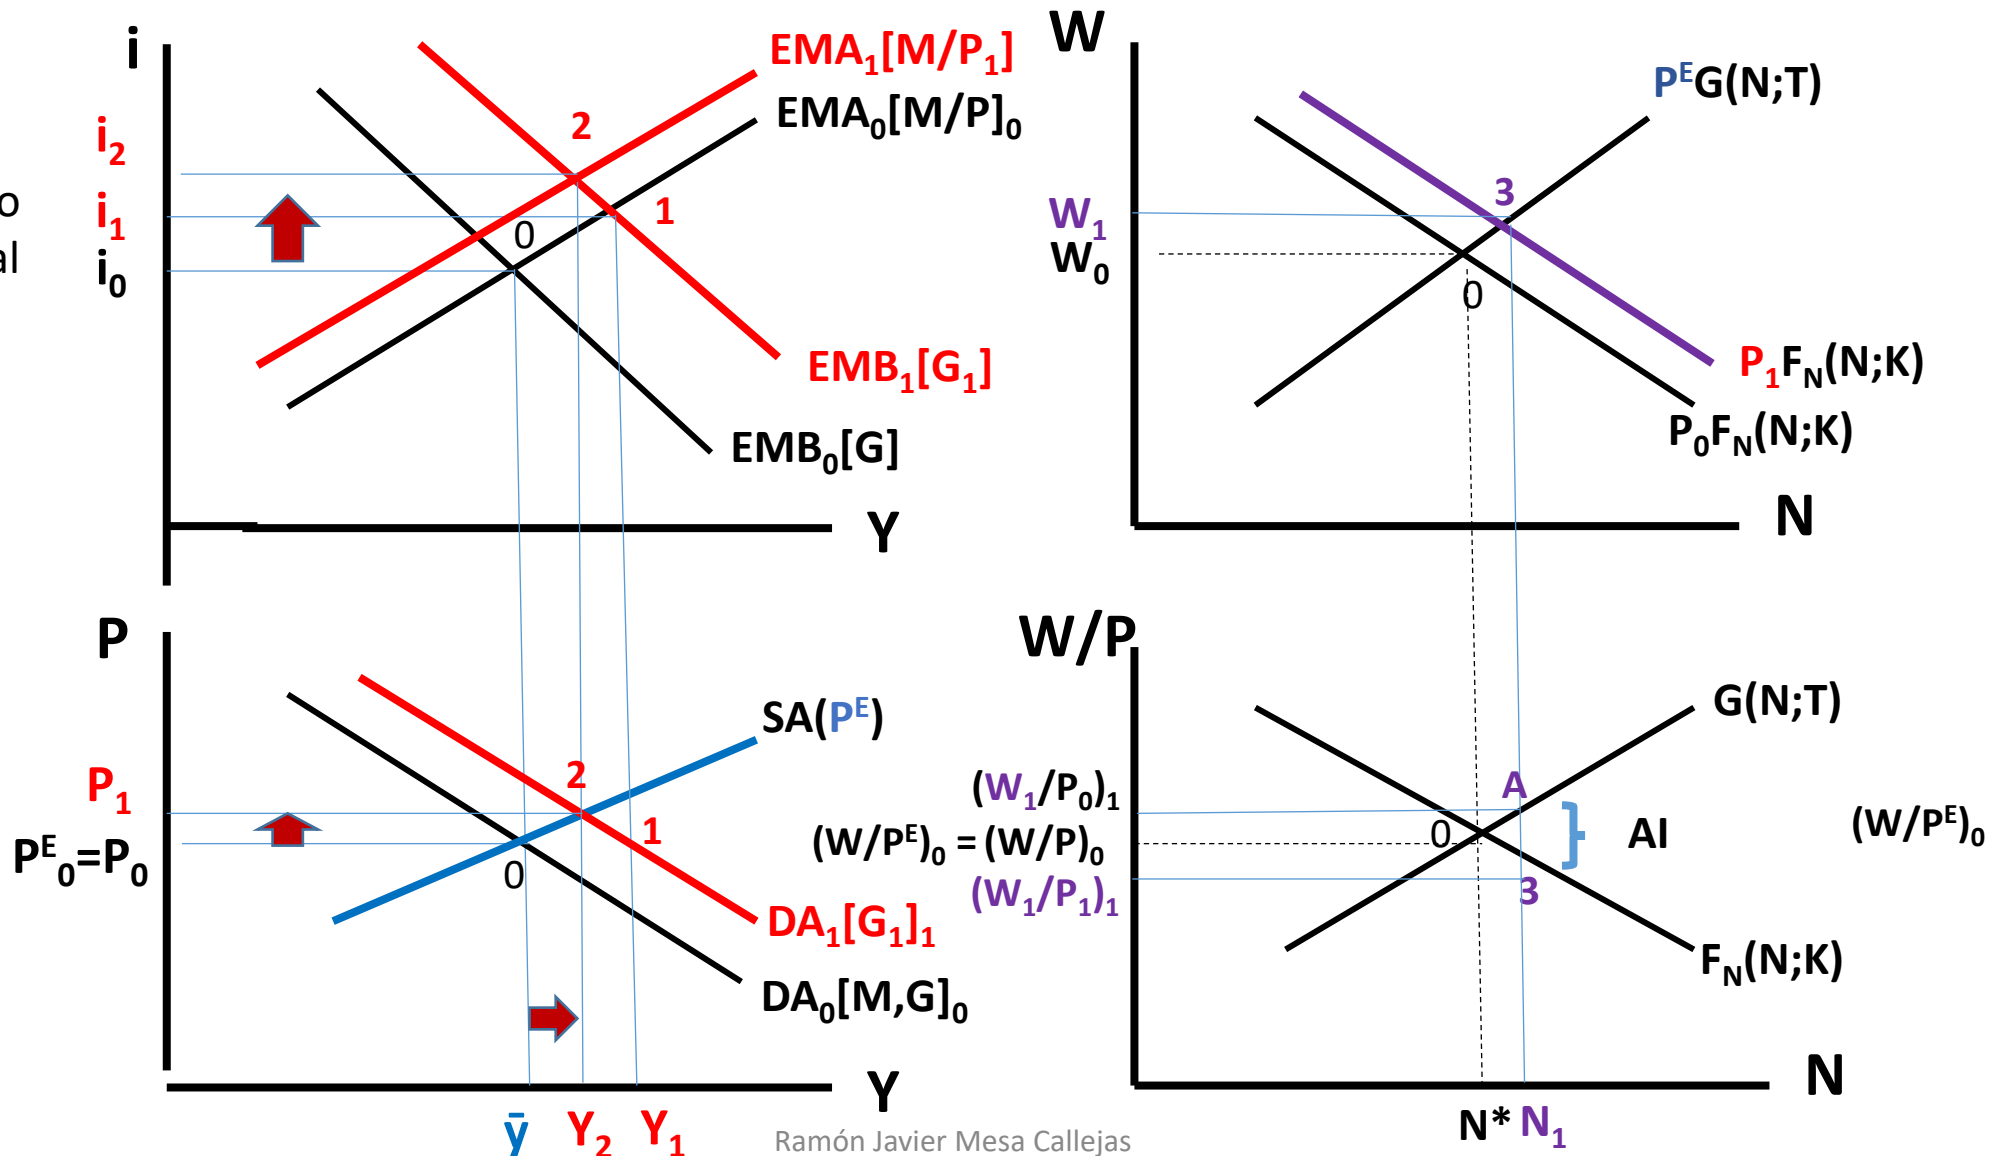 i
EMA₁[M/P₁]
EMA₀[M/P]₀
i₂
i₁
i₀
o
al
2
1
0
EMB₁[G₁]
EMB₀[G]
Y
W
PᴱG(N;T)
W₁
W₀
3
0
P₁Fₙ(N;K)
P₀Fₙ(N;K)
N
P
SA(Pᴱ)
P₁
Pᴱ₀=P₀
2
1
0
DA₁[G₁]₁
DA₀[M,G]₀
Y
ȳ
Y₂
Y₁
W/P
G(N;T)
(W₁/P₀)₁
(W/Pᴱ)₀ = (W/P)₀
(W₁/P₁)₁
A
0
3
AI
(W/Pᴱ)₀
Fₙ(N;K)
N
N*
N₁
Ramón Javier Mesa Callejas